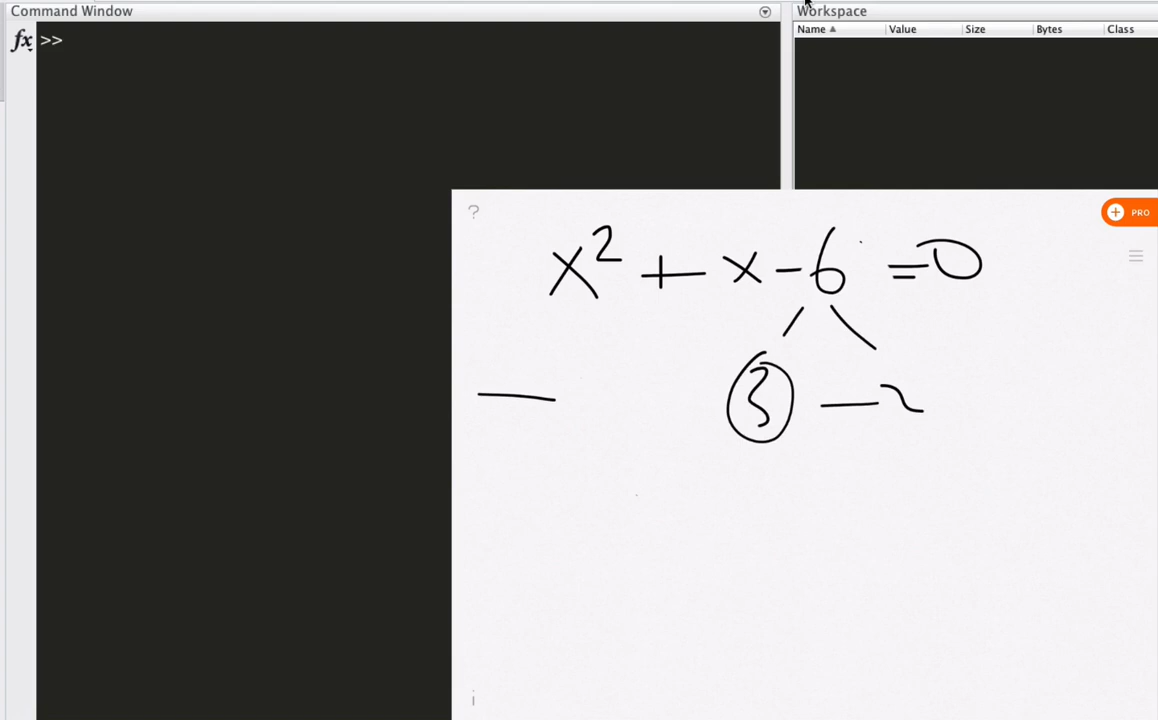 Command Window
fx >>
Workspace
Name ▲ Value Size Bytes Class
?
+ PRO
x² + x - 6 = 0
3 -2
i